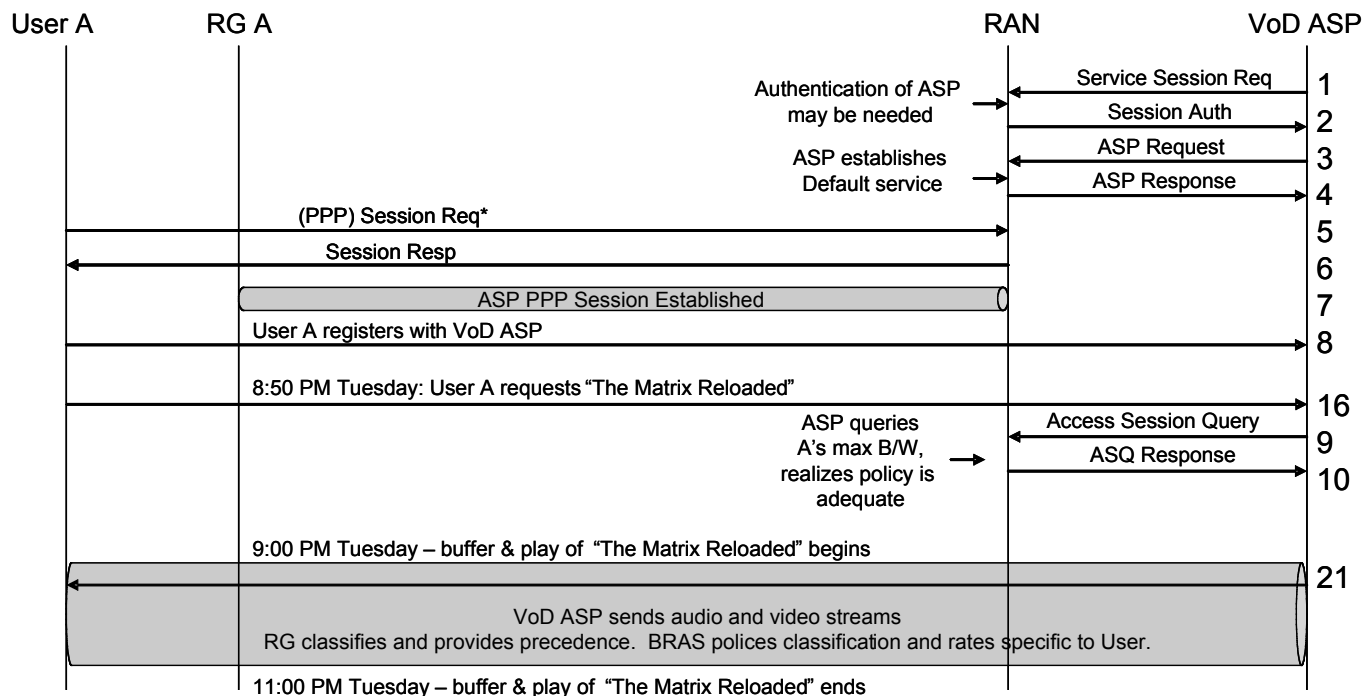 User A
RG A
RAN
VoD ASP
Service Session Req
1
Authentication of ASP
may be needed
Session Auth
2
ASP Request
3
ASP establishes
Default service
ASP Response
4
(PPP) Session Req*
5
Session Resp
6
ASP PPP Session Established
7
User A registers with VoD ASP
8
8:50 PM Tuesday: User A requests “The Matrix Reloaded”
16
ASP queries
A’s max B/W,
realizes policy is
adequate
Access Session Query
9
ASQ Response
10
9:00 PM Tuesday – buffer & play of “The Matrix Reloaded” begins
21
VoD ASP sends audio and video streams
RG classifies and provides precedence. BRAS polices classification and rates specific to User.
11:00 PM Tuesday – buffer & play of “The Matrix Reloaded” ends